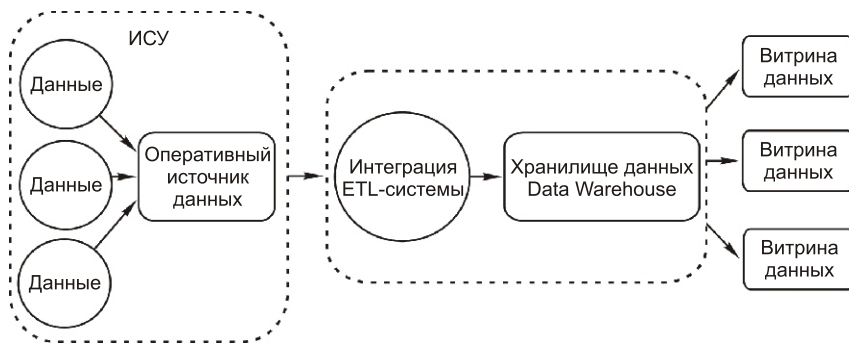 ИСУ
Данные
Данные
Данные
Оперативный
источник
данных
Интеграция
ETL-системы
Хранилище данных
Data Warehouse
Витрина
данных
Витрина
данных
Витрина
данных